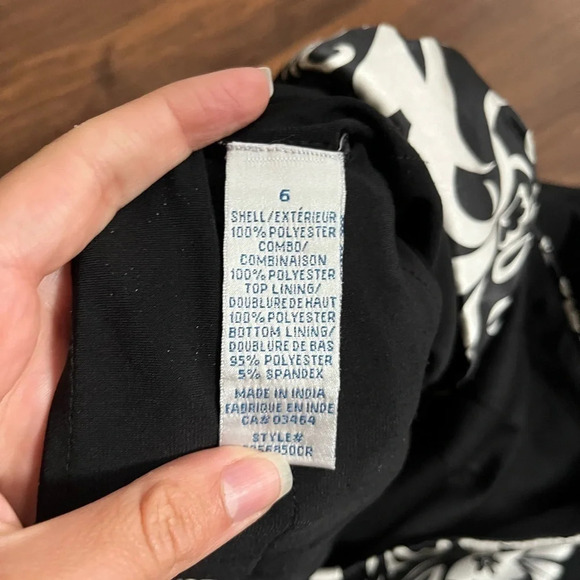 6
SHELL/EXTÉRIEUR
100% POLYESTER
COMBO/
COMBINAISON
100% POLYESTER
TOP LINING/
DOUBLURE DE HAUT
100% POLYESTER
BOTTOM LINING/
DOUBLURE DE BAS
95% POLYESTER
5% SPANDEX
MADE IN INDIA
FABRIQUE EN INDE
CA# 03464
STYLE#